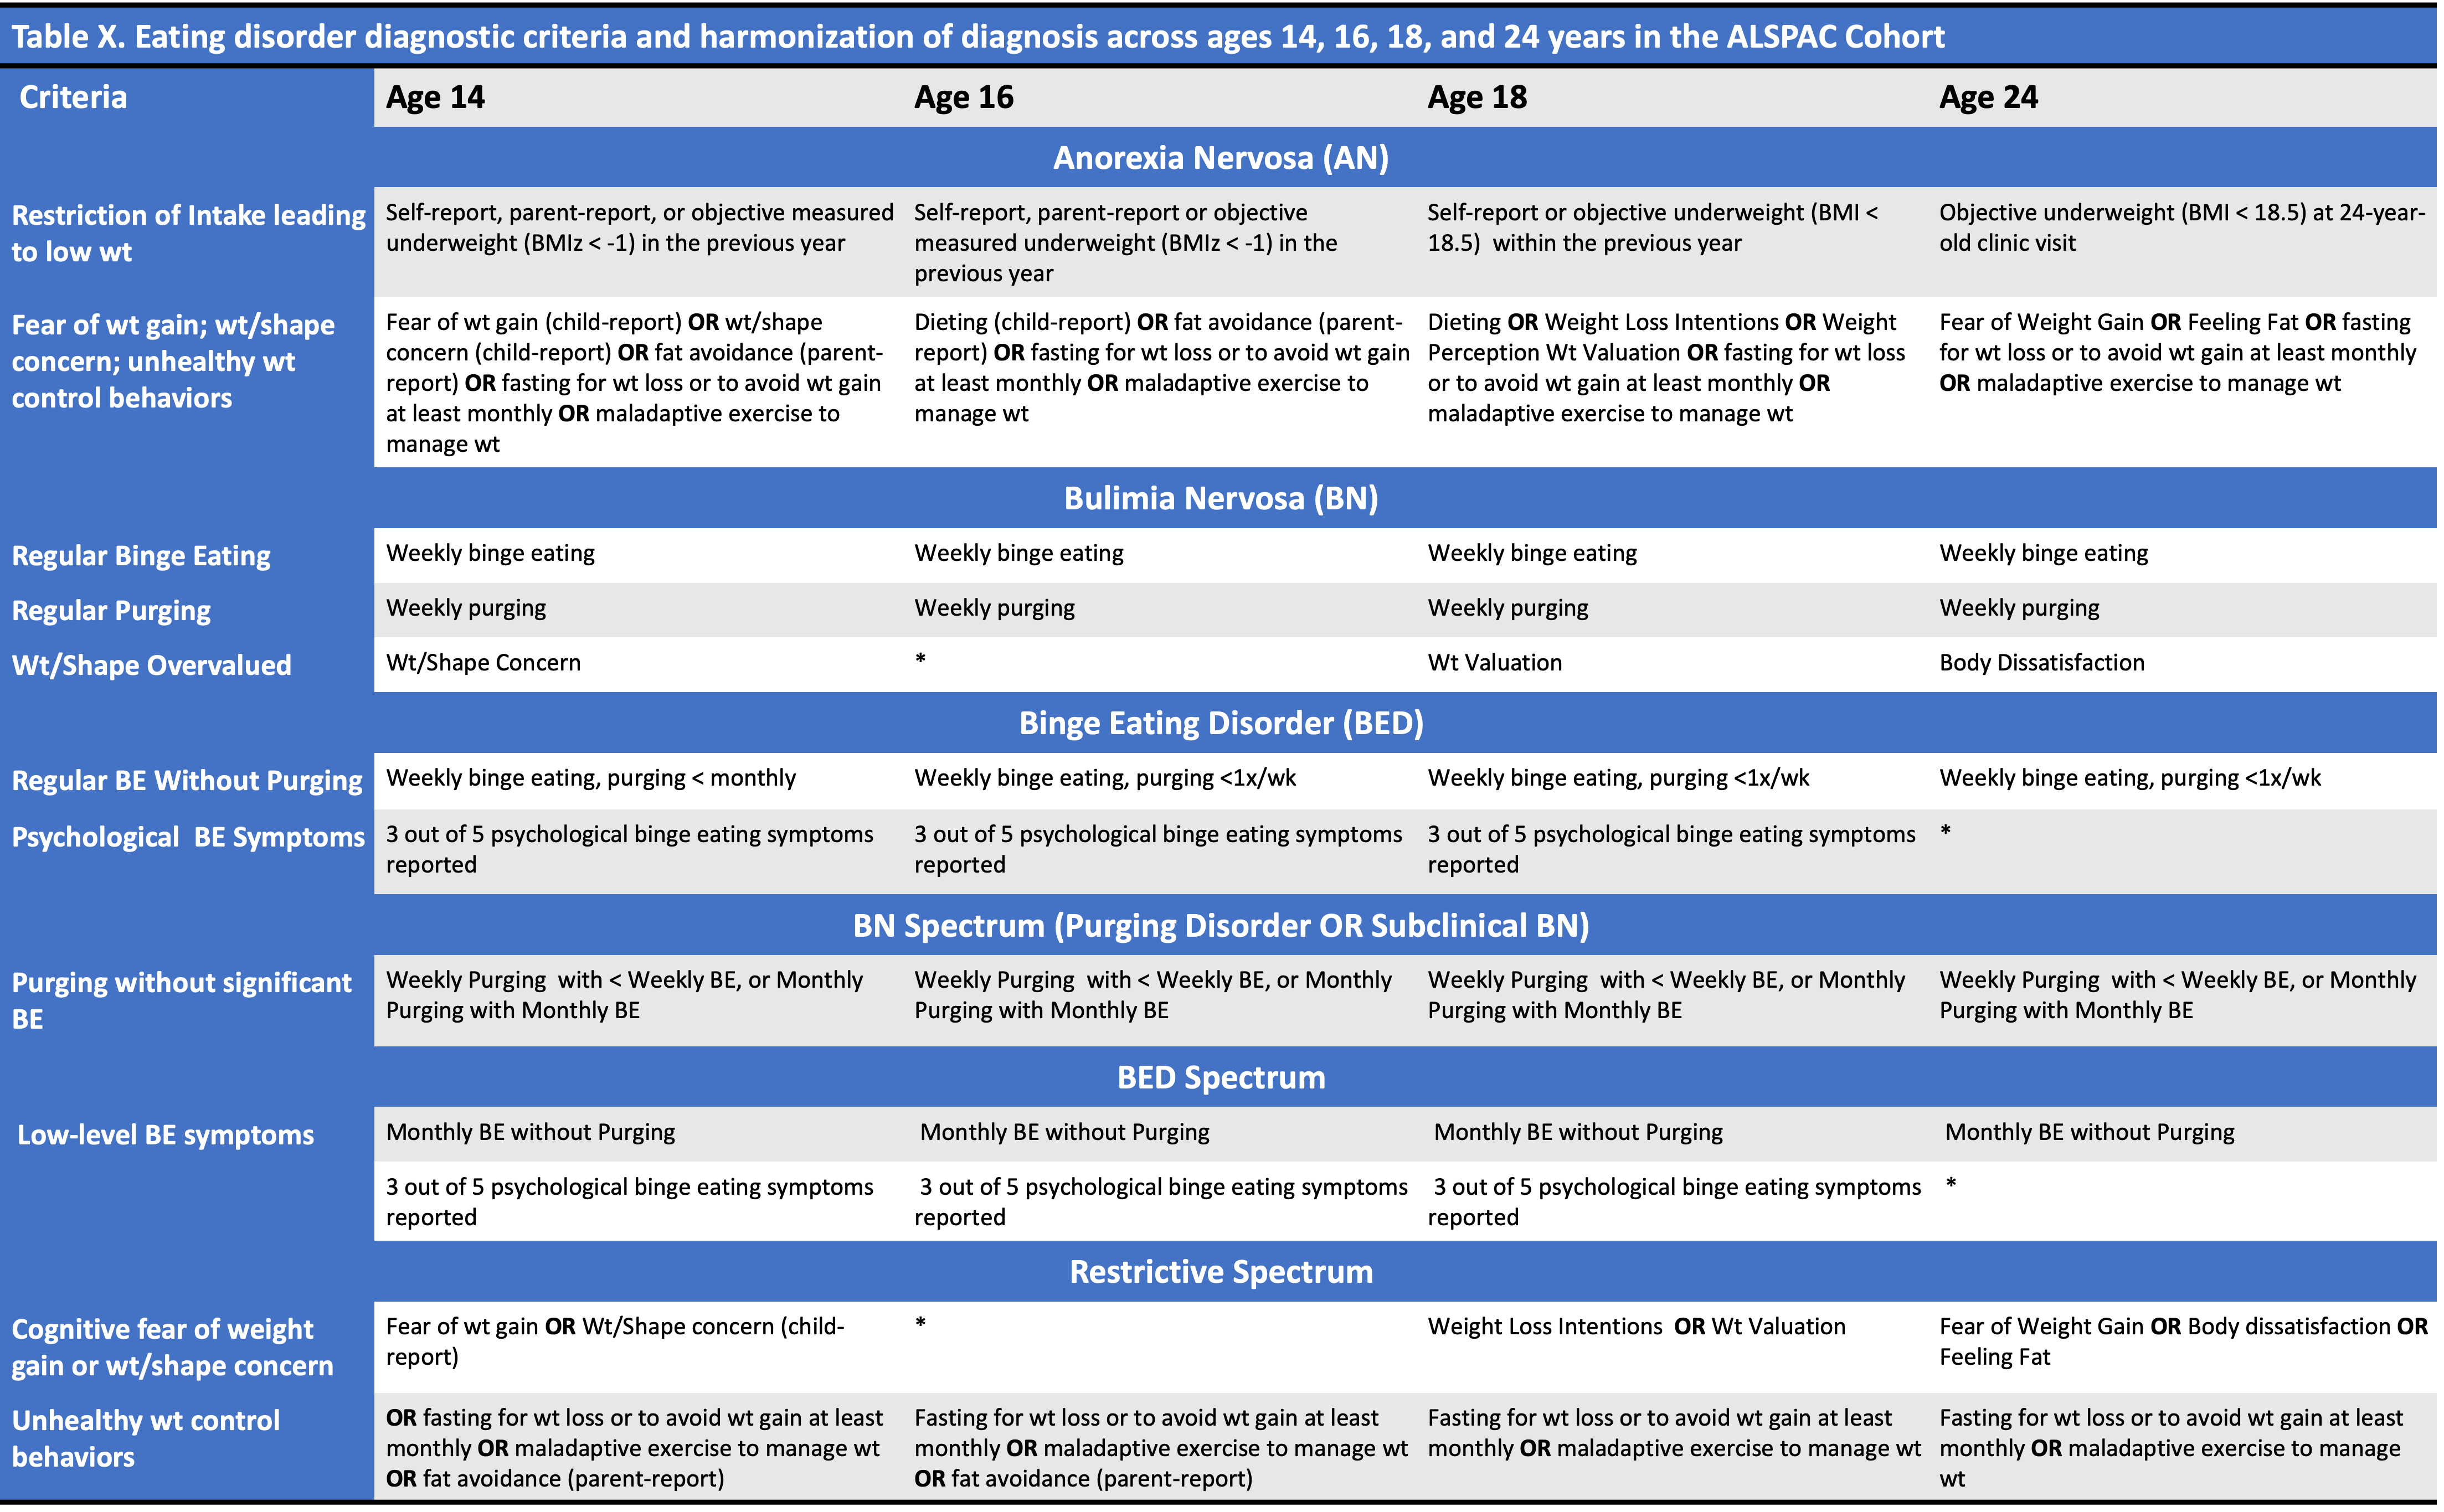 Table X. Eating disorder diagnostic criteria and harmonization of diagnosis across ages 14, 16, 18, and 24 years in the ALSPAC Cohort
Criteria
Age 14
Age 16
Age 18
Age 24
Anorexia Nervosa (AN)
Restriction of Intake leading
to low wt
Self-report, parent-report, or objective measured
underweight (BMIz < -1) in the previous year
Self-report, parent-report or objective
measured underweight (BMIz < -1) in the
previous year
Self-report or objective underweight (BMI <
18.5) within the previous year
Objective underweight (BMI < 18.5) at 24-year-
old clinic visit
Fear of wt gain; wt/shape
concern; unhealthy wt
control behaviors
Fear of wt gain (child-report) OR wt/shape
concern (child-report) OR fat avoidance (parent-
report) OR fasting for wt loss or to avoid wt gain
at least monthly OR maladaptive exercise to
manage wt
Dieting (child-report) OR fat avoidance (parent-
report) OR fasting for wt loss or to avoid wt gain
at least monthly OR maladaptive exercise to
manage wt
Dieting OR Weight Loss Intentions OR Weight
Perception Wt Valuation OR fasting for wt loss
or to avoid wt gain at least monthly OR
maladaptive exercise to manage wt
Fear of Weight Gain OR Feeling Fat OR fasting
for wt loss or to avoid wt gain at least monthly
OR maladaptive exercise to manage wt
Bulimia Nervosa (BN)
Regular Binge Eating
Weekly binge eating
Weekly binge eating
Weekly binge eating
Weekly binge eating
Regular Purging
Weekly purging
Weekly purging
Weekly purging
Weekly purging
Wt/Shape Overvalued
Wt/Shape Concern
*
Wt Valuation
Body Dissatisfaction
Binge Eating Disorder (BED)
Regular BE Without Purging
Weekly binge eating, purging < monthly
Weekly binge eating, purging <1x/wk
Weekly binge eating, purging <1x/wk
Weekly binge eating, purging <1x/wk
Psychological BE Symptoms
3 out of 5 psychological binge eating symptoms
reported
3 out of 5 psychological binge eating symptoms
reported
3 out of 5 psychological binge eating symptoms
reported
*
BN Spectrum (Purging Disorder OR Subclinical BN)
Purging without significant
BE
Weekly Purging with < Weekly BE, or Monthly
Purging with Monthly BE
Weekly Purging with < Weekly BE, or Monthly
Purging with Monthly BE
Weekly Purging with < Weekly BE, or Monthly
Purging with Monthly BE
Weekly Purging with < Weekly BE, or Monthly
Purging with Monthly BE
BED Spectrum
Low-level BE symptoms
Monthly BE without Purging
Monthly BE without Purging
Monthly BE without Purging
Monthly BE without Purging
3 out of 5 psychological binge eating symptoms
reported
3 out of 5 psychological binge eating symptoms
reported
3 out of 5 psychological binge eating symptoms
reported
*
Restrictive Spectrum
Cognitive fear of weight
gain or wt/shape concern
Fear of wt gain OR Wt/Shape concern (child-
report)
*
Weight Loss Intentions OR Wt Valuation
Fear of Weight Gain OR Body dissatisfaction OR
Feeling Fat
Unhealthy wt control
behaviors
OR fasting for wt loss or to avoid wt gain at least
monthly OR maladaptive exercise to manage wt
OR fat avoidance (parent-report)
Fasting for wt loss or to avoid wt gain at least
monthly OR maladaptive exercise to manage wt
OR fat avoidance (parent-report)
Fasting for wt loss or to avoid wt gain at least
monthly OR maladaptive exercise to manage wt
Fasting for wt loss or to avoid wt gain at least
monthly OR maladaptive exercise to manage
wt